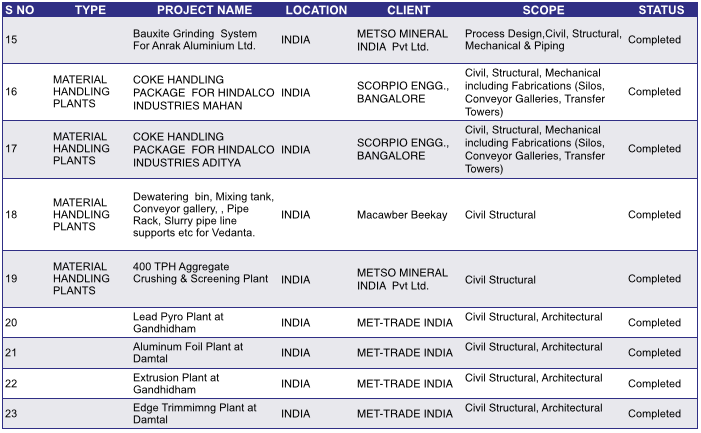 S NO TYPE PROJECT NAME LOCATION CLIENT SCOPE STATUS
15 Bauxite Grinding System For Anrak Aluminium Ltd. INDIA METSO MINERAL INDIA Pvt Ltd. Process Design,Civil, Structural, Mechanical & Piping Completed
16 MATERIAL HANDLING PLANTS COKE HANDLING PACKAGE FOR HINDALCO INDUSTRIES MAHAN INDIA SCORPIO ENGG., BANGALORE Civil, Structural, Mechanical including Fabrications (Silos, Conveyor Galleries, Transfer Towers) Completed
17 MATERIAL HANDLING PLANTS COKE HANDLING PACKAGE FOR HINDALCO INDUSTRIES ADITYA INDIA SCORPIO ENGG., BANGALORE Civil, Structural, Mechanical including Fabrications (Silos, Conveyor Galleries, Transfer Towers) Completed
18 MATERIAL HANDLING PLANTS Dewatering bin, Mixing tank, Conveyor gallery, , Pipe Rack, Slurry pipe line supports etc for Vedanta. INDIA Macawber Beekay Civil Structural Completed
19 MATERIAL HANDLING PLANTS 400 TPH Aggregate Crushing & Screening Plant INDIA METSO MINERAL INDIA Pvt Ltd. Civil Structural Completed
20 Lead Pyro Plant at Gandhidham INDIA MET-TRADE INDIA Civil Structural, Architectural Completed
21 Aluminum Foil Plant at Damtal INDIA MET-TRADE INDIA Civil Structural, Architectural Completed
22 Extrusion Plant at Gandhidham INDIA MET-TRADE INDIA Civil Structural, Architectural Completed
23 Edge Trimmimng Plant at Damtal INDIA MET-TRADE INDIA Civil Structural, Architectural Completed